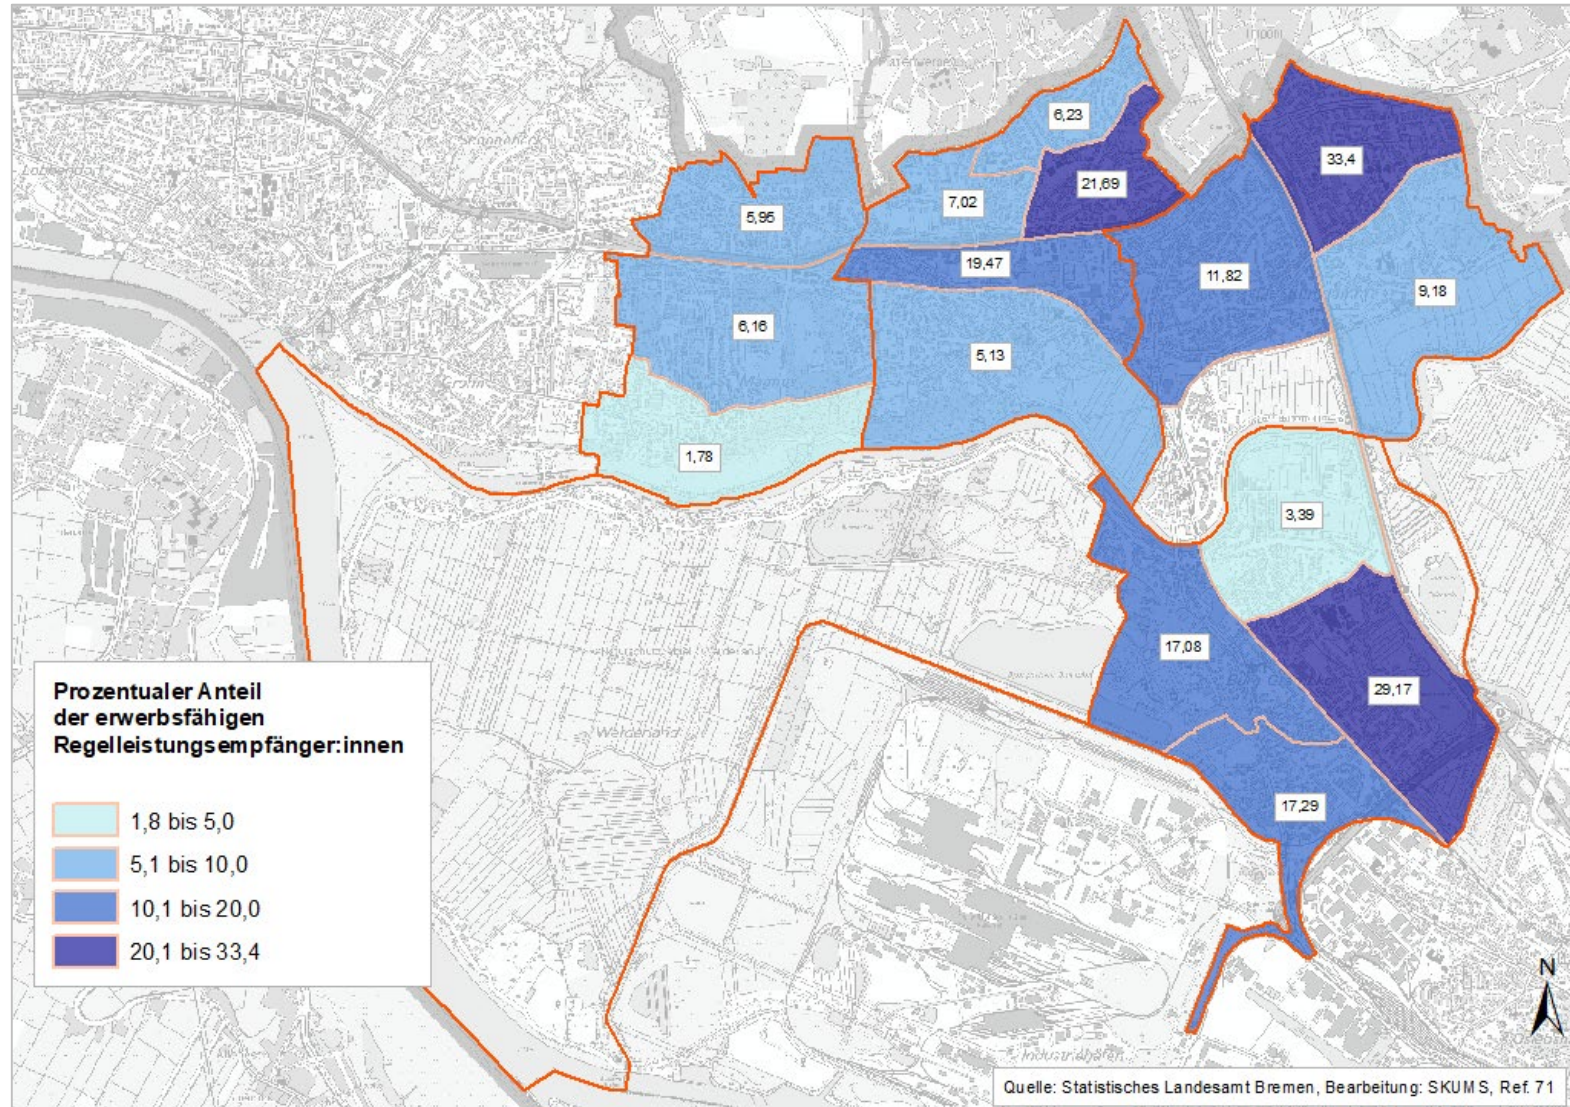 6,23
33,4
21,69
7,02
5,95
19,47
11,82
9,18
6,16
5,13
1,78
3,39
17,08
29,17
17,29
Prozentualer Anteil
der erwerbsfähigen
Regelleistungsempfänger:innen
1,8 bis 5,0
5,1 bis 10,0
10,1 bis 20,0
20,1 bis 33,4
Werderland
N
Industriehäfen
Quelle: Statistisches Landesamt Bremen, Bearbeitung: SKUMS, Ref. 71